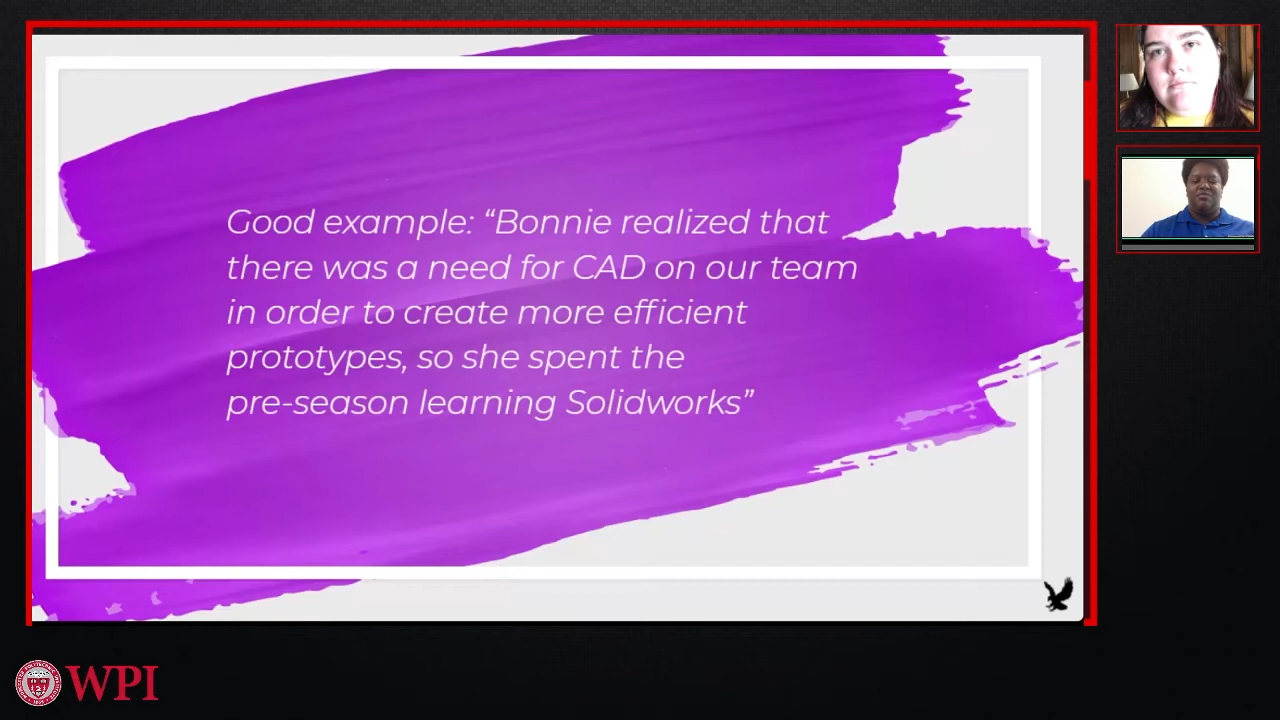 Good example: “Bonnie realized that
there was a need for CAD on our team
in order to create more efficient
prototypes, so she spent the
pre-season learning Solidworks”
WPI